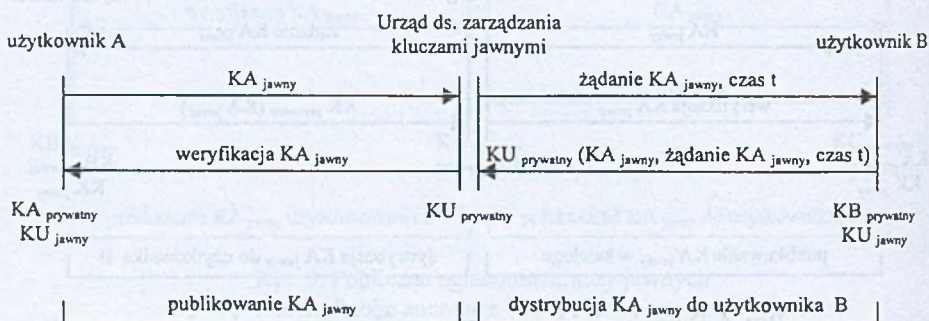 użytkownik A
Urząd ds. zarządzania
kluczami jawnymi
użytkownik B
KA jawny
żądanie KA jawny, czas t
weryfikacja KA jawny
KU prywatny (KA jawny, żądanie KA jawny, czas t)
KA prywatny
KU jawny
KU prywatny
KB prywatny
KU jawny
publikowanie KA jawny
dystrybucja KA jawny do użytkownika B